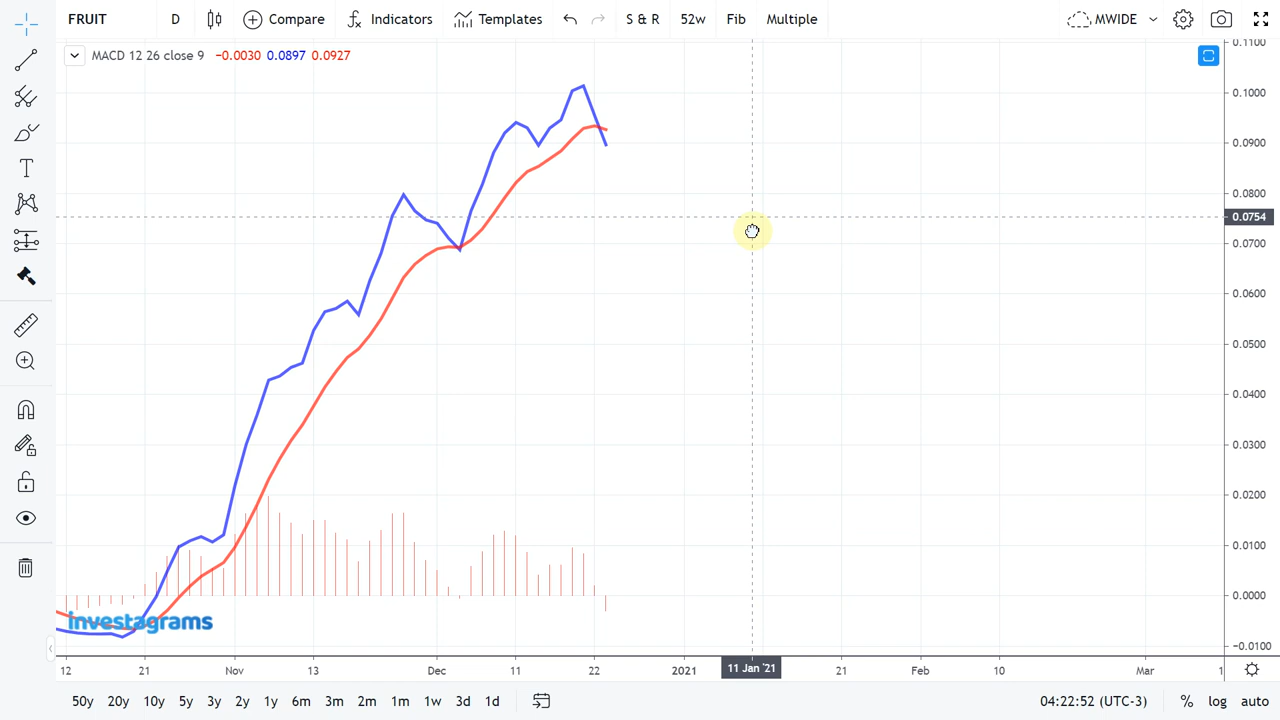 FRUIT D Compare Indicators Templates S & R 52w Fib Multiple MWIDE
MACD 12 26 close 9 −0.0030 0.0897 0.0927
0.1100
0.1000
0.0900
0.0800
0.0754
0.0700
0.0600
0.0500
0.0400
0.0300
0.0200
0.0100
0.0000
−0.0100
investagrams
12 21 Nov 13 Dec 11 22 2021 11 Jan '21 21 Feb 10 Mar 1
50y 20y 10y 5y 3y 2y 1y 6m 3m 2m 1m 1w 3d 1d 04:22:52 (UTC-3) % log auto